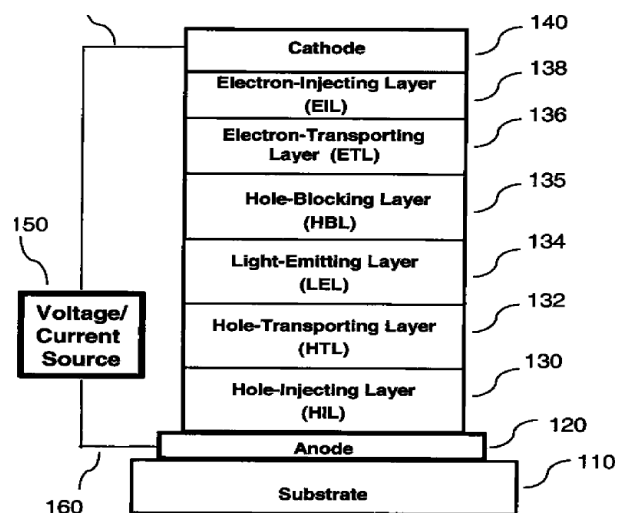 Cathode
140
Electron-Injecting Layer
(EIL)
138
Electron-Transporting
Layer (ETL)
136
Hole-Blocking Layer
(HBL)
135
150
Light-Emitting Layer
(LEL)
134
Voltage/
Current
Source
Hole-Transporting Layer
(HTL)
132
Hole-Injecting Layer
(HIL)
130
Anode
120
160
Substrate
110